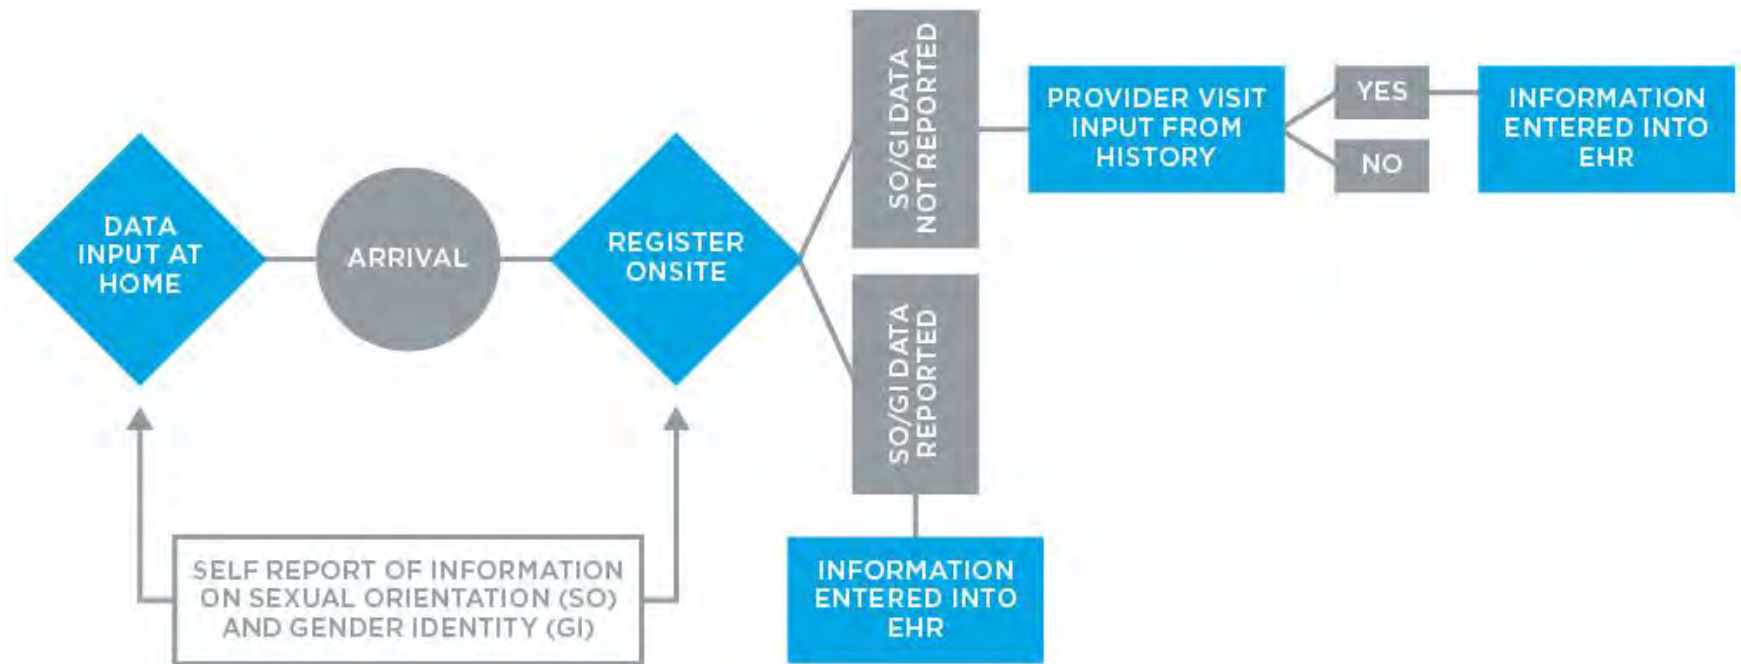 DATA
INPUT AT
HOME
ARRIVAL
REGISTER
ONSITE
SO/GI DATA
NOT REPORTED
PROVIDER VISIT
INPUT FROM
HISTORY
YES
NO
INFORMATION
ENTERED INTO
EHR
SO/GI DATA
REPORTED
INFORMATION
ENTERED INTO
EHR
SELF REPORT OF INFORMATION
ON SEXUAL ORIENTATION (SO)
AND GENDER IDENTITY (GI)